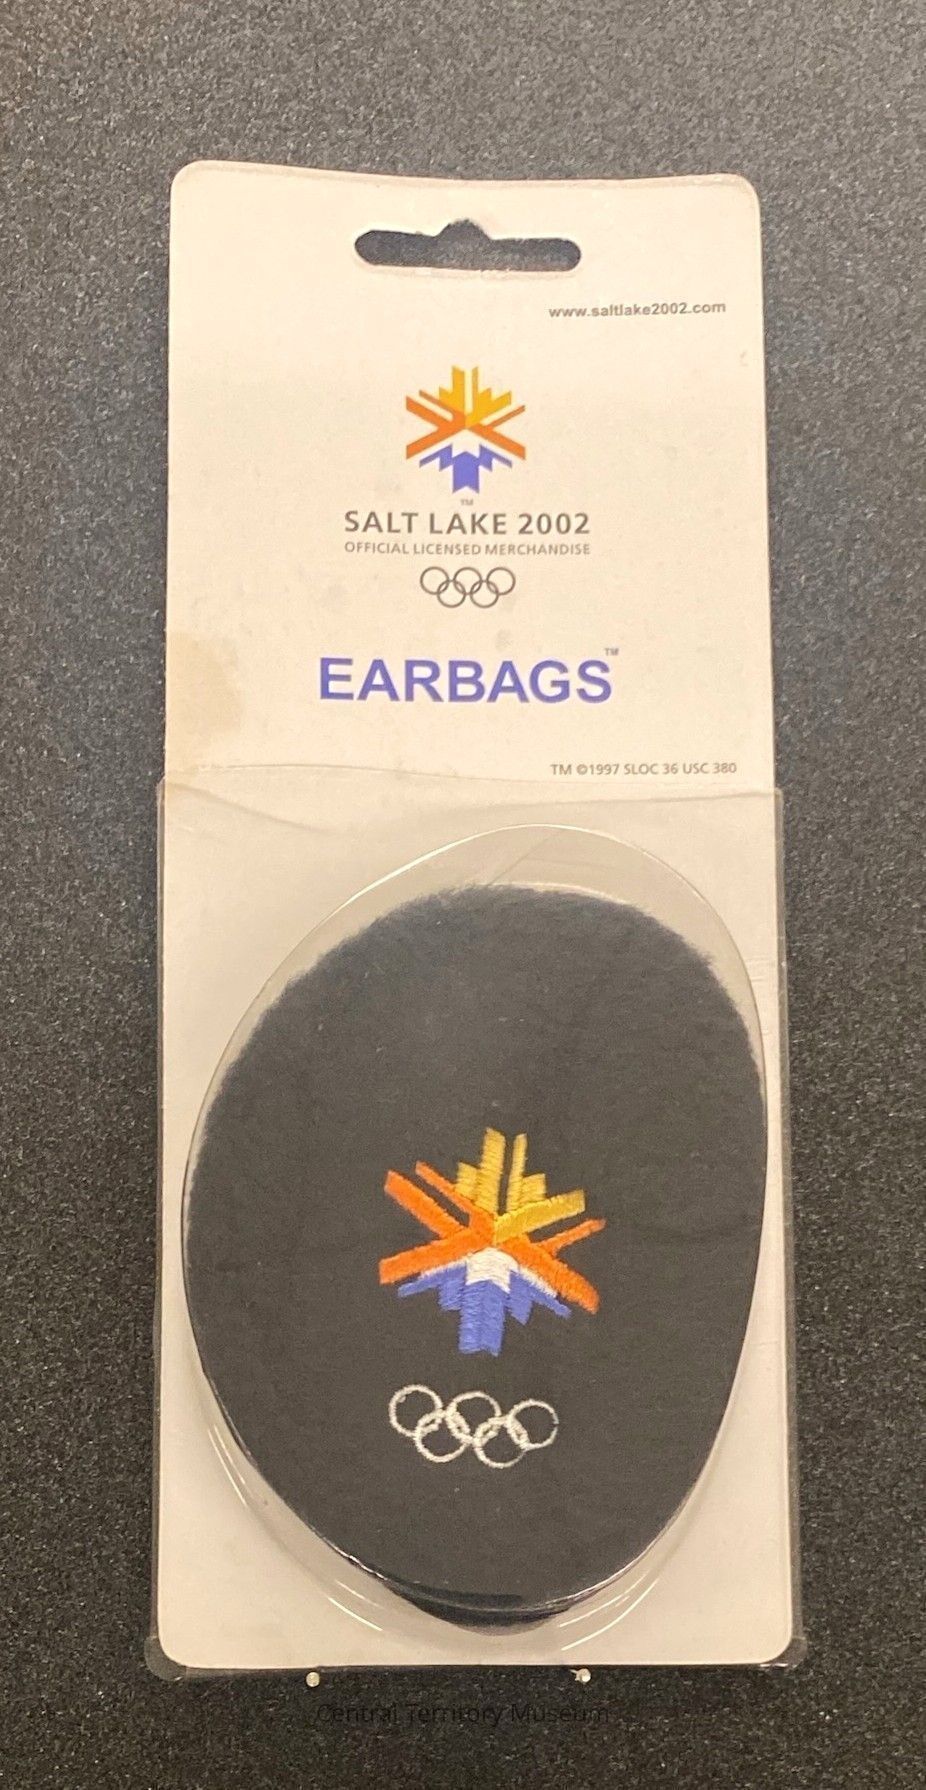 www.saltlake2002.com
TM
SALT LAKE 2002
OFFICIAL LICENSED MERCHANDISE
EARBAGS™
TM ©1997 SLOC 36 USC 380
Central Territory Museum